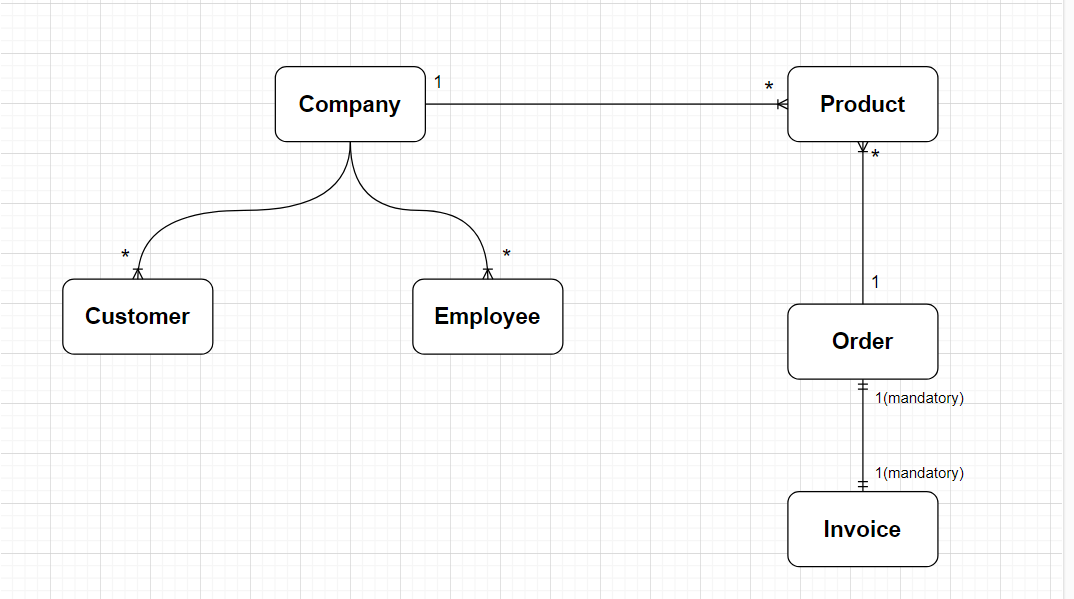 1
*
Company
Product
*
1
*
*
Customer
Employee
Order
1(mandatory)
1(mandatory)
Invoice